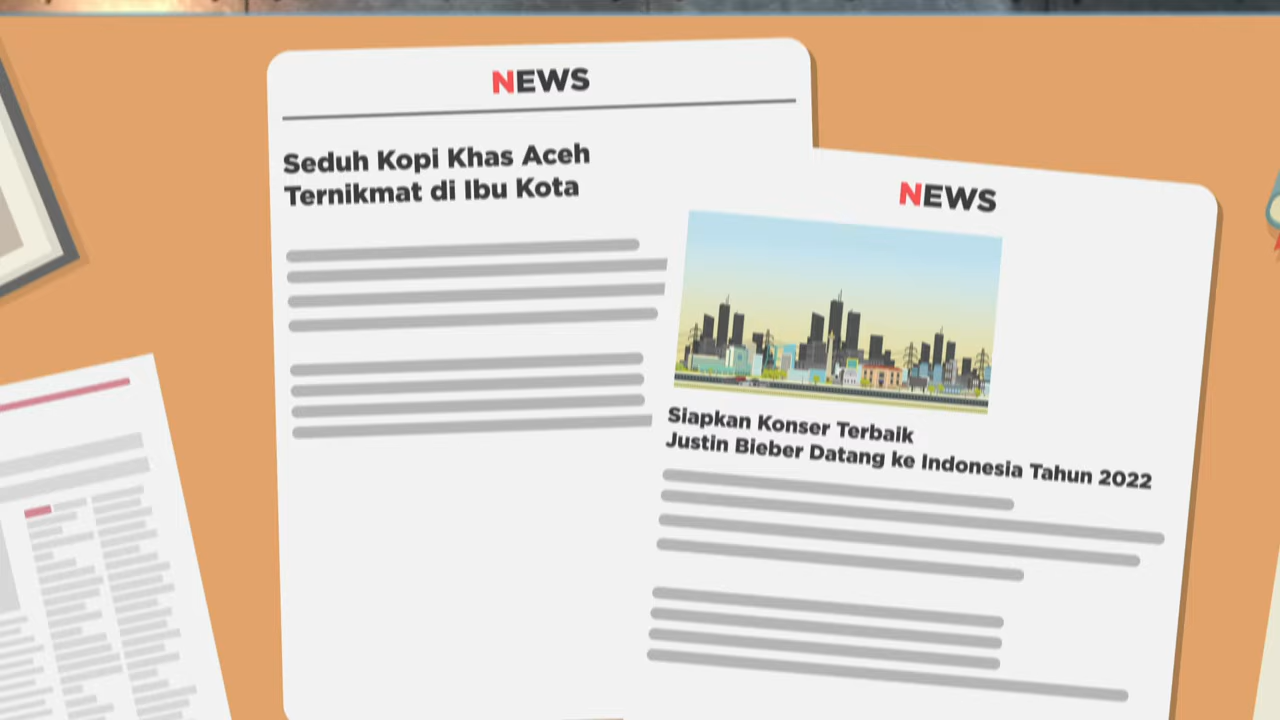 NEWS
Seduh Kopi Khas Aceh
Ternikmat di Ibu Kota
NEWS
Siapkan Konser Terbaik
Justin Bieber Datang ke Indonesia Tahun 2022